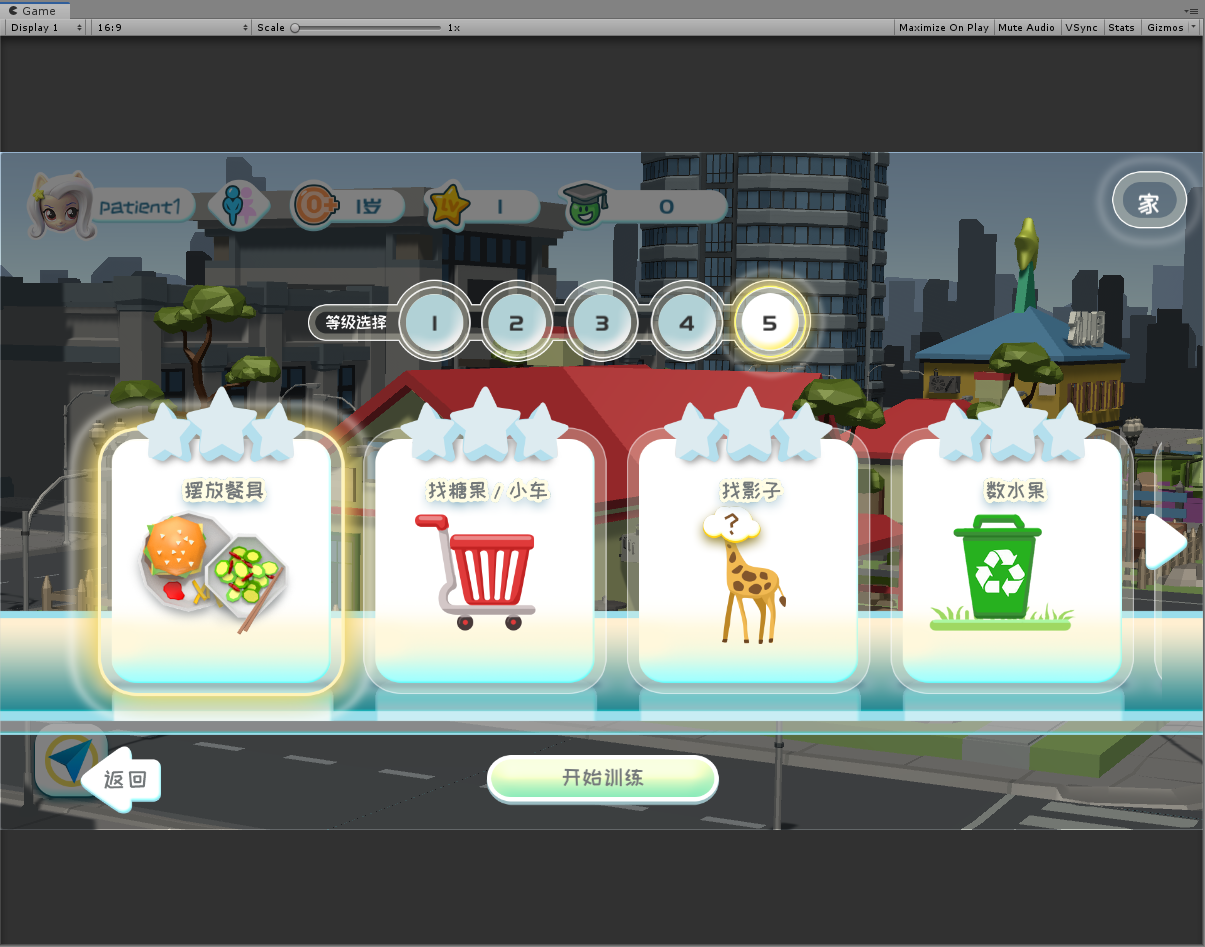 Game
Display 1
16:9
Scale
1x
Maximize On Play
Mute Audio
VSync
Stats
Gizmos
patient1
0+
1岁
Lv
1
0
家
等级选择
1
2
3
4
5
摆放餐具
找糖果 / 小车
找影子
数水果
?
返回
开始训练